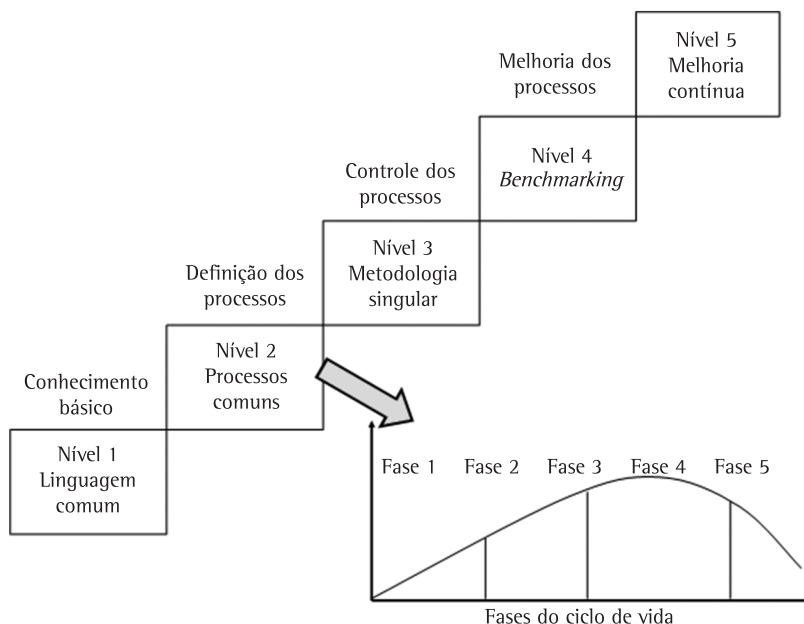 Nível 5
Melhoria
contínua
Melhoria dos
processos
Nível 4
Benchmarking
Controle dos
processos
Nível 3
Metodologia
singular
Definição dos
processos
Nível 2
Processos
comuns
Conhecimento
básico
Nível 1
Linguagem
comum
Fase 1 Fase 2 Fase 3 Fase 4 Fase 5
Fases do ciclo de vida